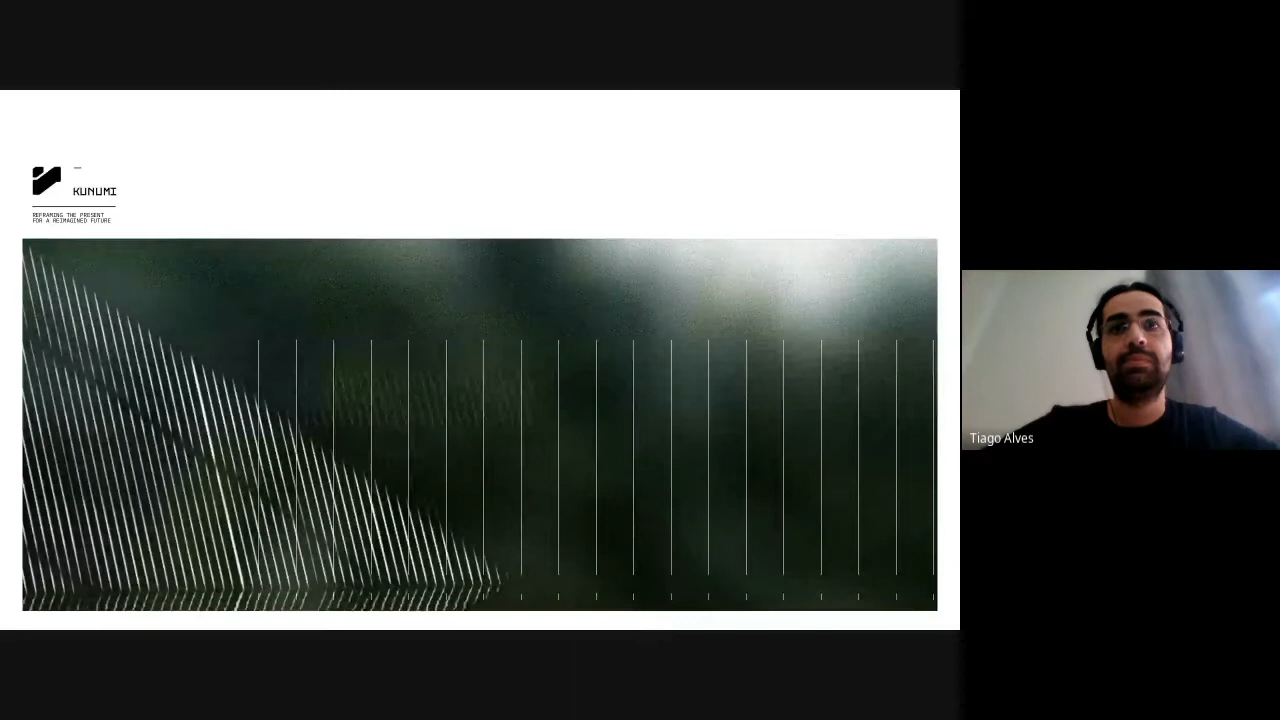 KUNUMI
REFRAMING THE PRESENT
FOR A REIMAGINED FUTURE
Tiago Alves